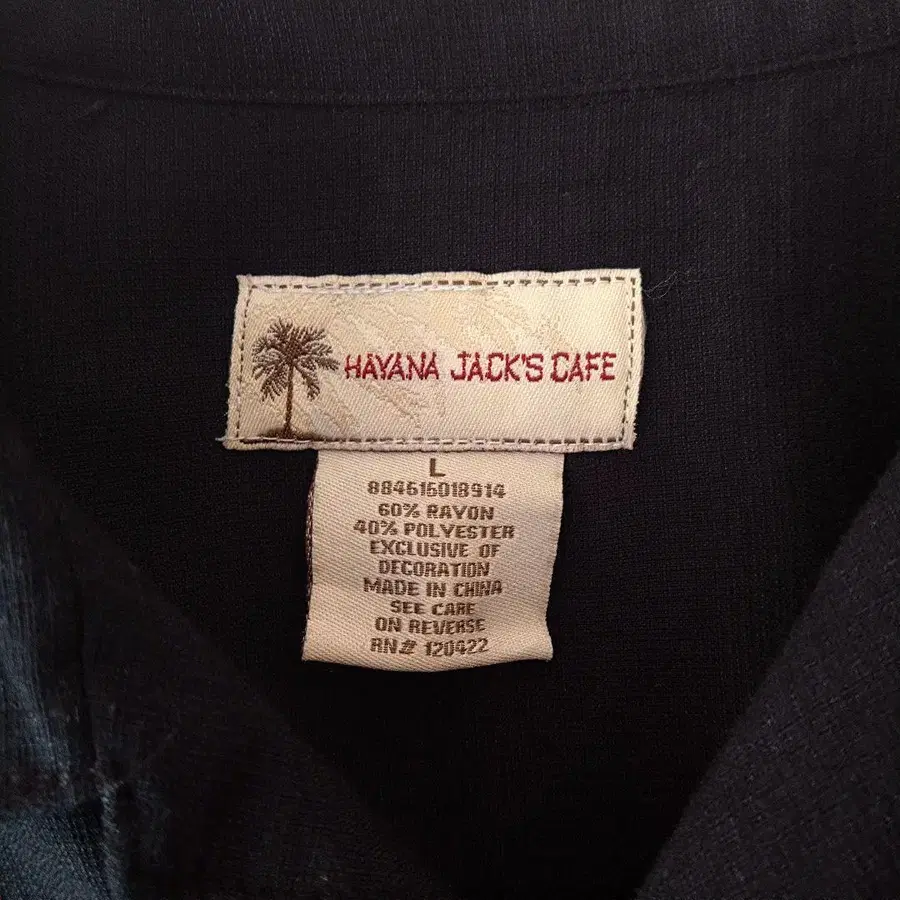 HAVANA JACK'S CAFE
L
884615018914
60% RAYON
40% POLYESTER
EXCLUSIVE OF
DECORATION
MADE IN CHINA
SEE CARE
ON REVERSE
RN# 120422